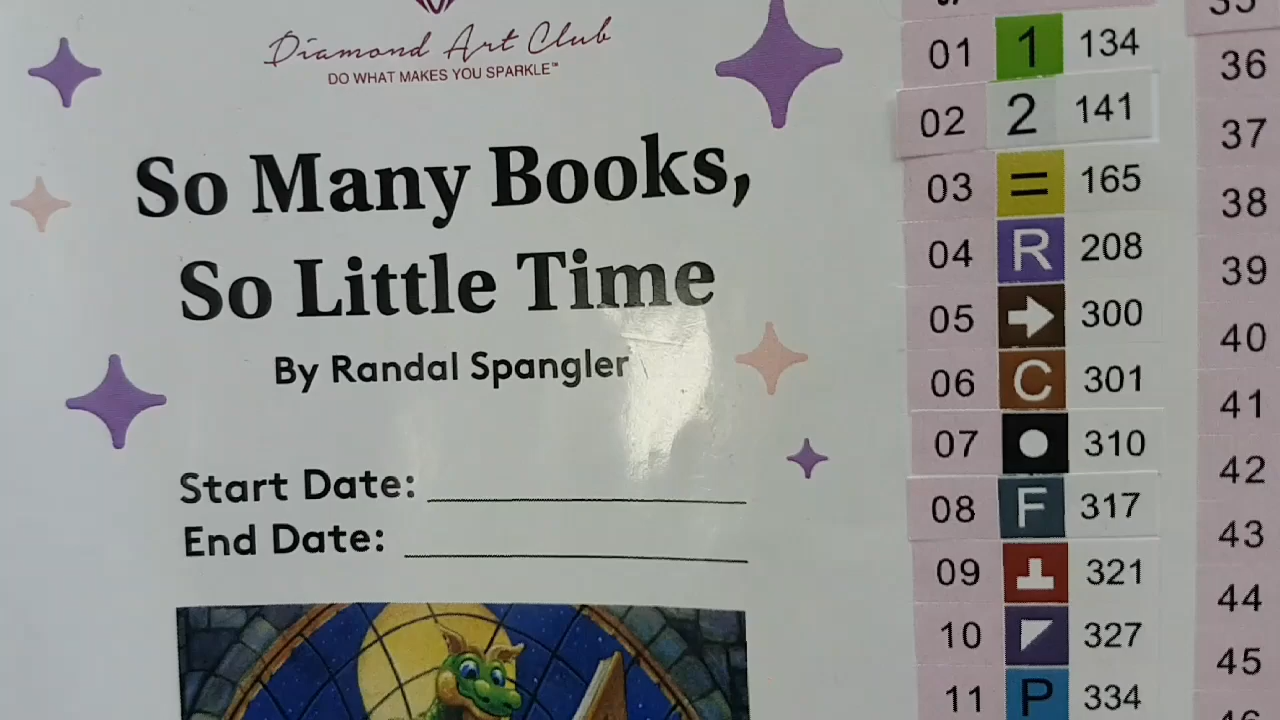 Diamond Art Club
DO WHAT MAKES YOU SPARKLE™
So Many Books,
So Little Time
By Randal Spangler
Start Date:
End Date:
01 1 134
02 2 141
03 = 165
04 R 208
05 300
06 C 301
07 310
08 F 317
09 321
10 327
11 P 334
36
37
38
39
40
41
42
43
44
45